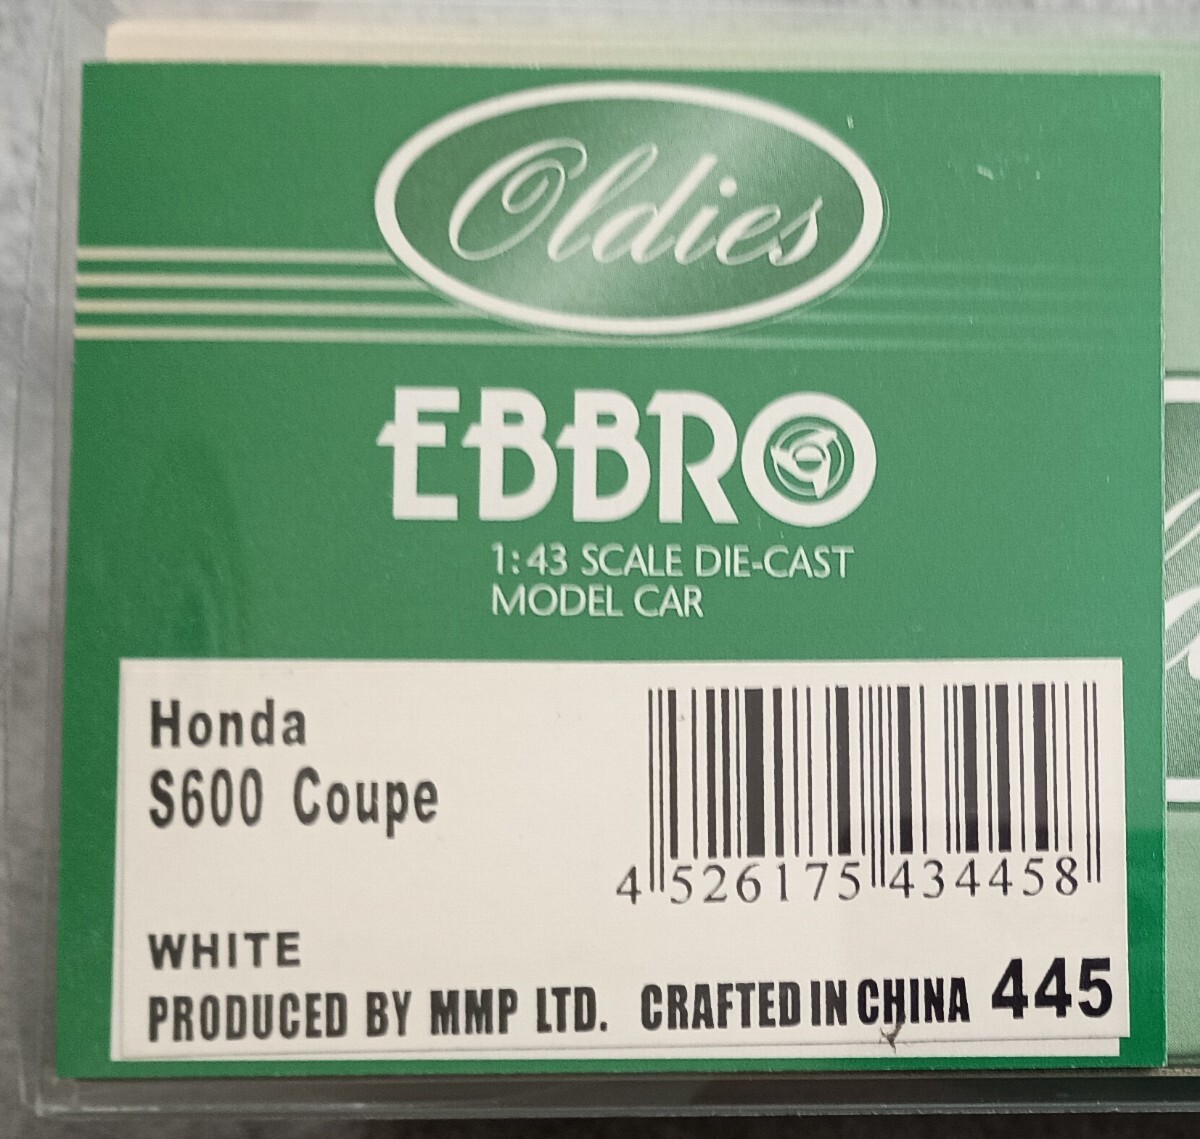 Oldies
EBBRO
1:43 SCALE DIE-CAST
MODEL CAR
Honda
S600 Coupe
4 526175 434458
WHITE
PRODUCED BY MMP LTD. CRAFTED IN CHINA 445